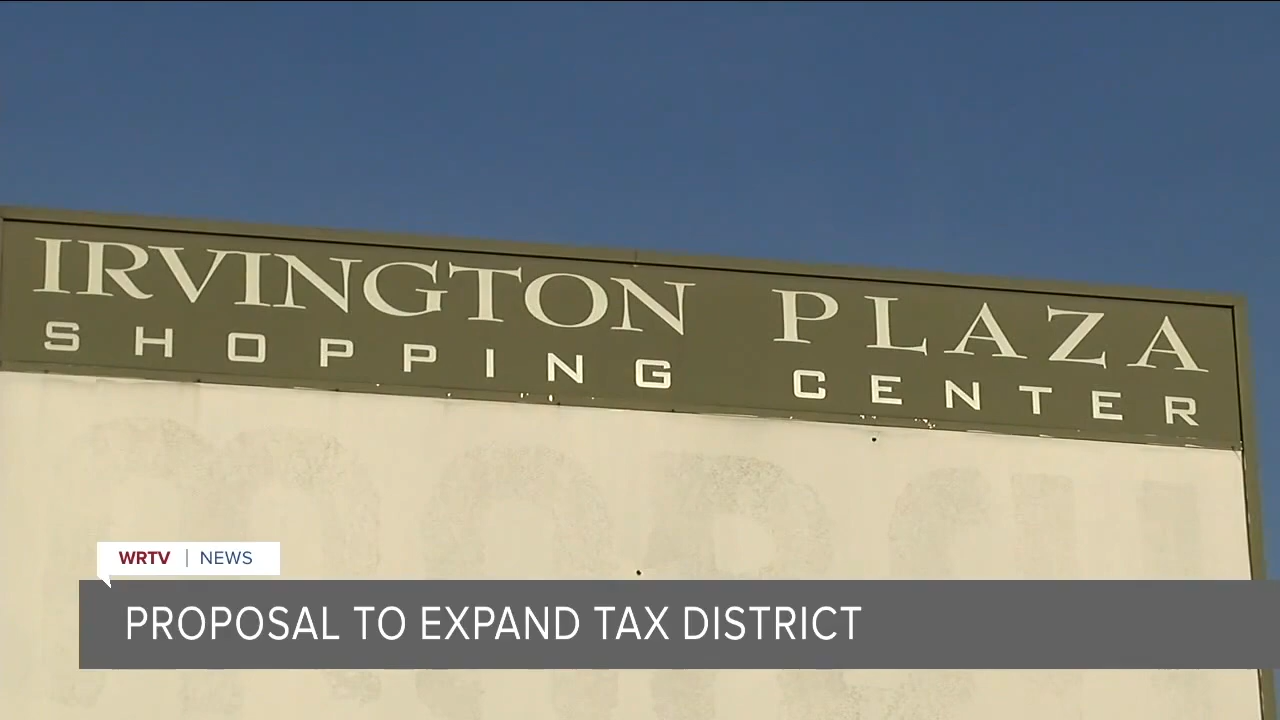 IRVINGTON PLAZA
SHOPPING CENTER
WRTV | NEWS
PROPOSAL TO EXPAND TAX DISTRICT